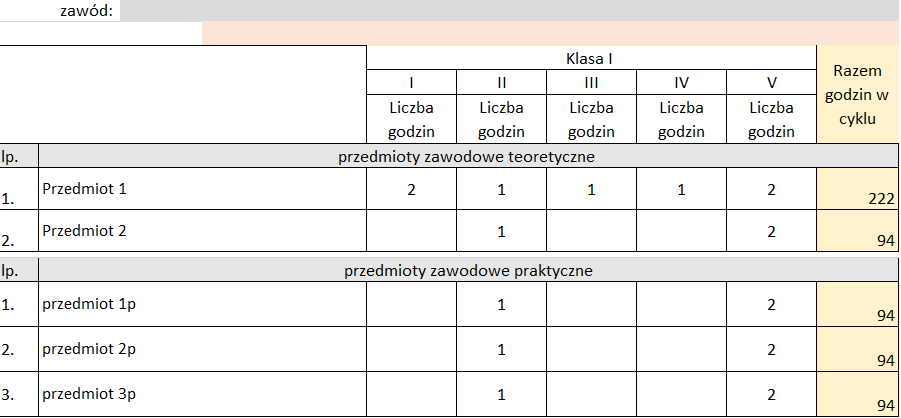 zawód:
Klasa I
Razem godzin w cyklu
I II III IV V
Liczba godzin Liczba godzin Liczba godzin Liczba godzin Liczba godzin
lp. przedmioty zawodowe teoretyczne
1. Przedmiot 1 2 1 1 1 2 222
2. Przedmiot 2 1 2 94
lp. przedmioty zawodowe praktyczne
1. przedmiot 1p 1 2 94
2. przedmiot 2p 1 2 94
3. przedmiot 3p 1 2 94